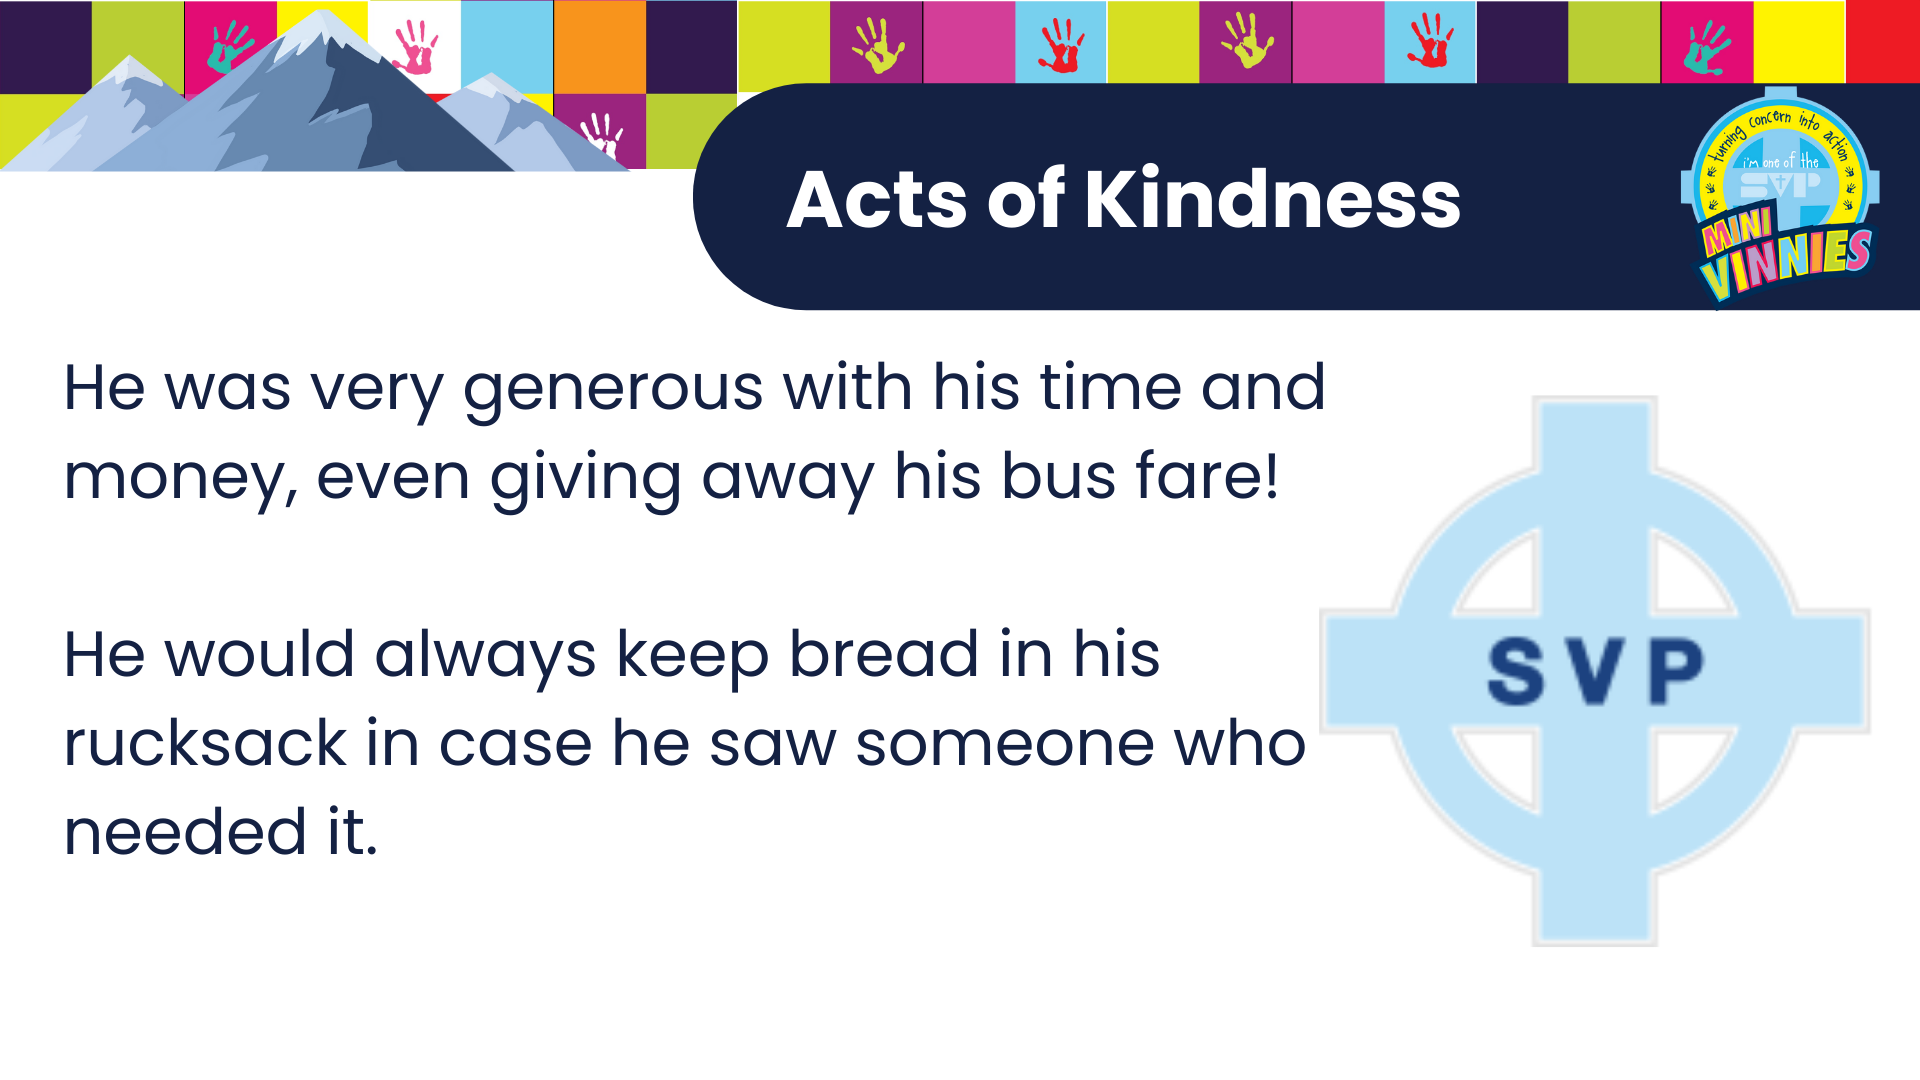 Acts of Kindness
turning concern into action
i'm one of the
SVP
MINI
VINNIES
He was very generous with his time and
money, even giving away his bus fare!
He would always keep bread in his
rucksack in case he saw someone who
needed it.
SVP